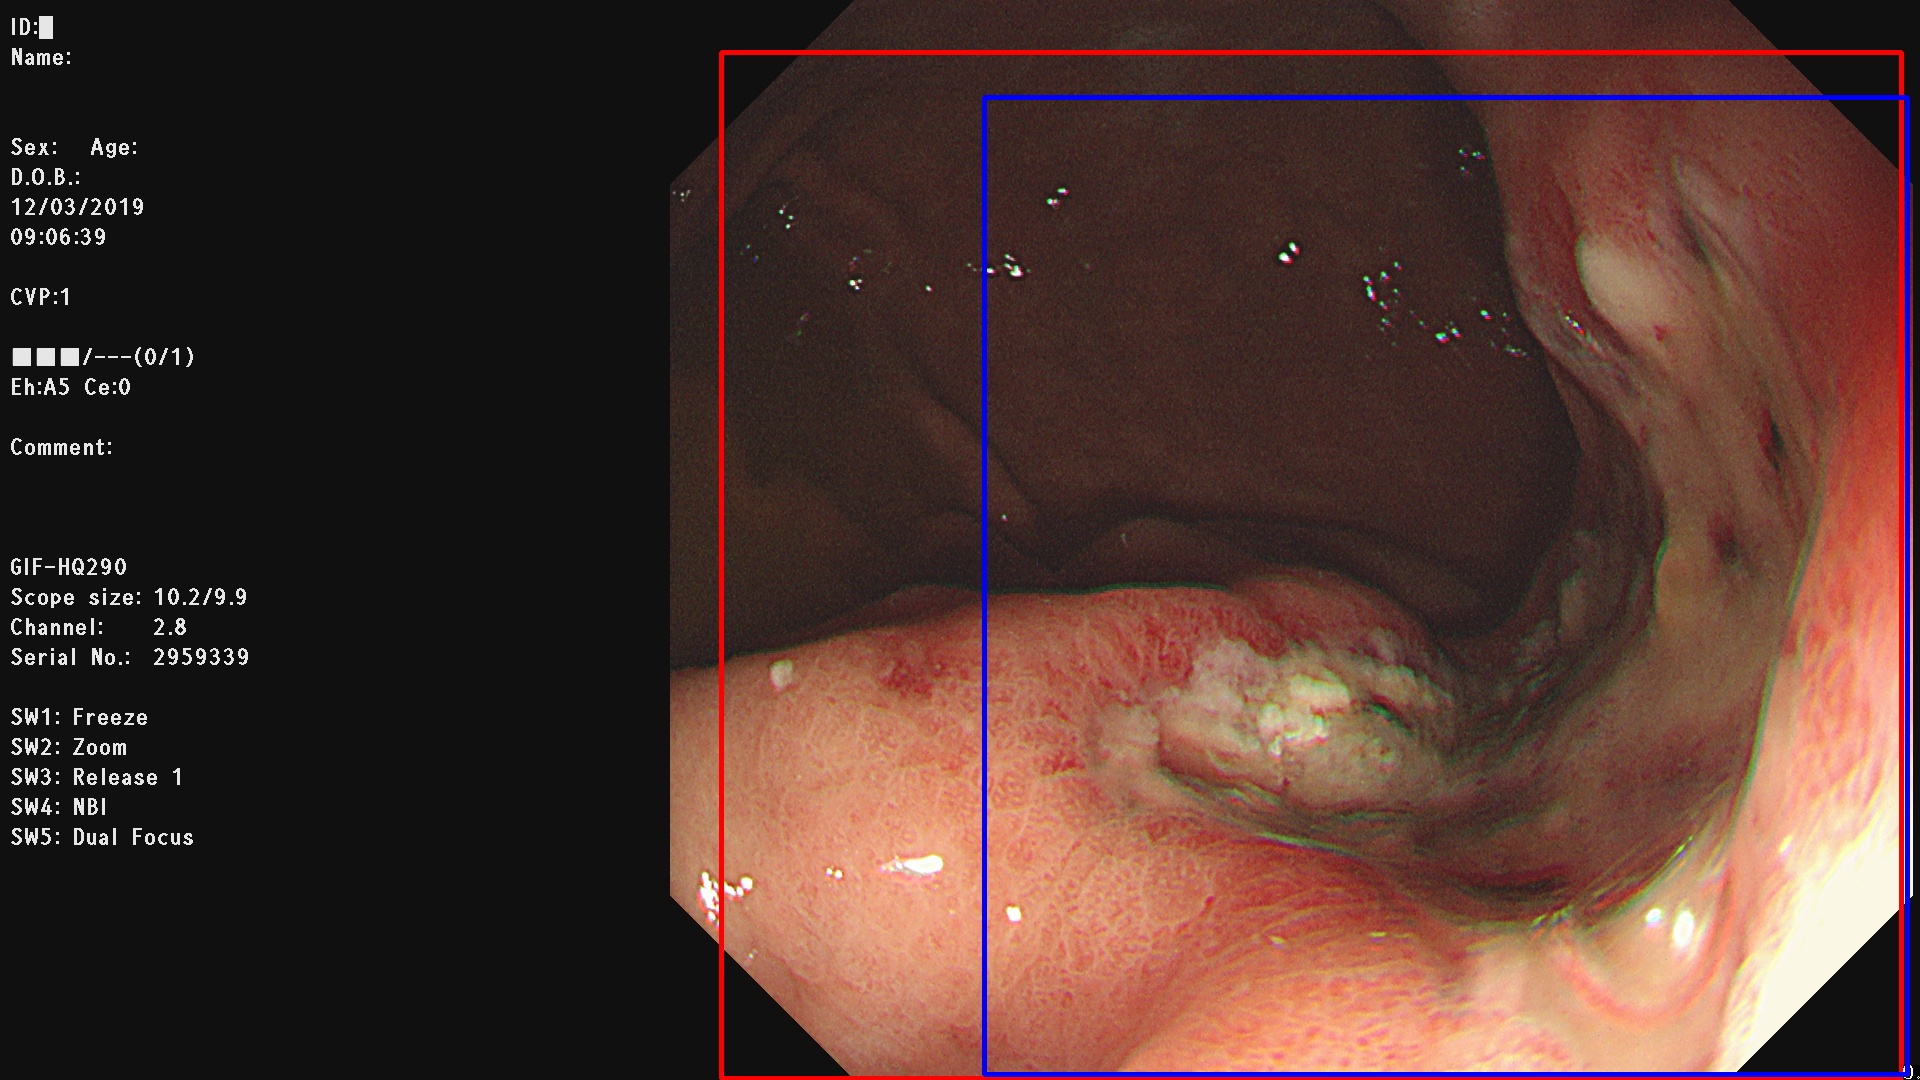 ID:
Name:
Sex: Age:
D.O.B.:
12/03/2019
09:06:39
CVP:1
■■■/---(0/1)
Eh:A5 Ce:0
Comment:
GIF-HQ290
Scope size: 10.2/9.9
Channel: 2.8
Serial No.: 2959339
SW1: Freeze
SW2: Zoom
SW3: Release 1
SW4: NBI
SW5: Dual Focus